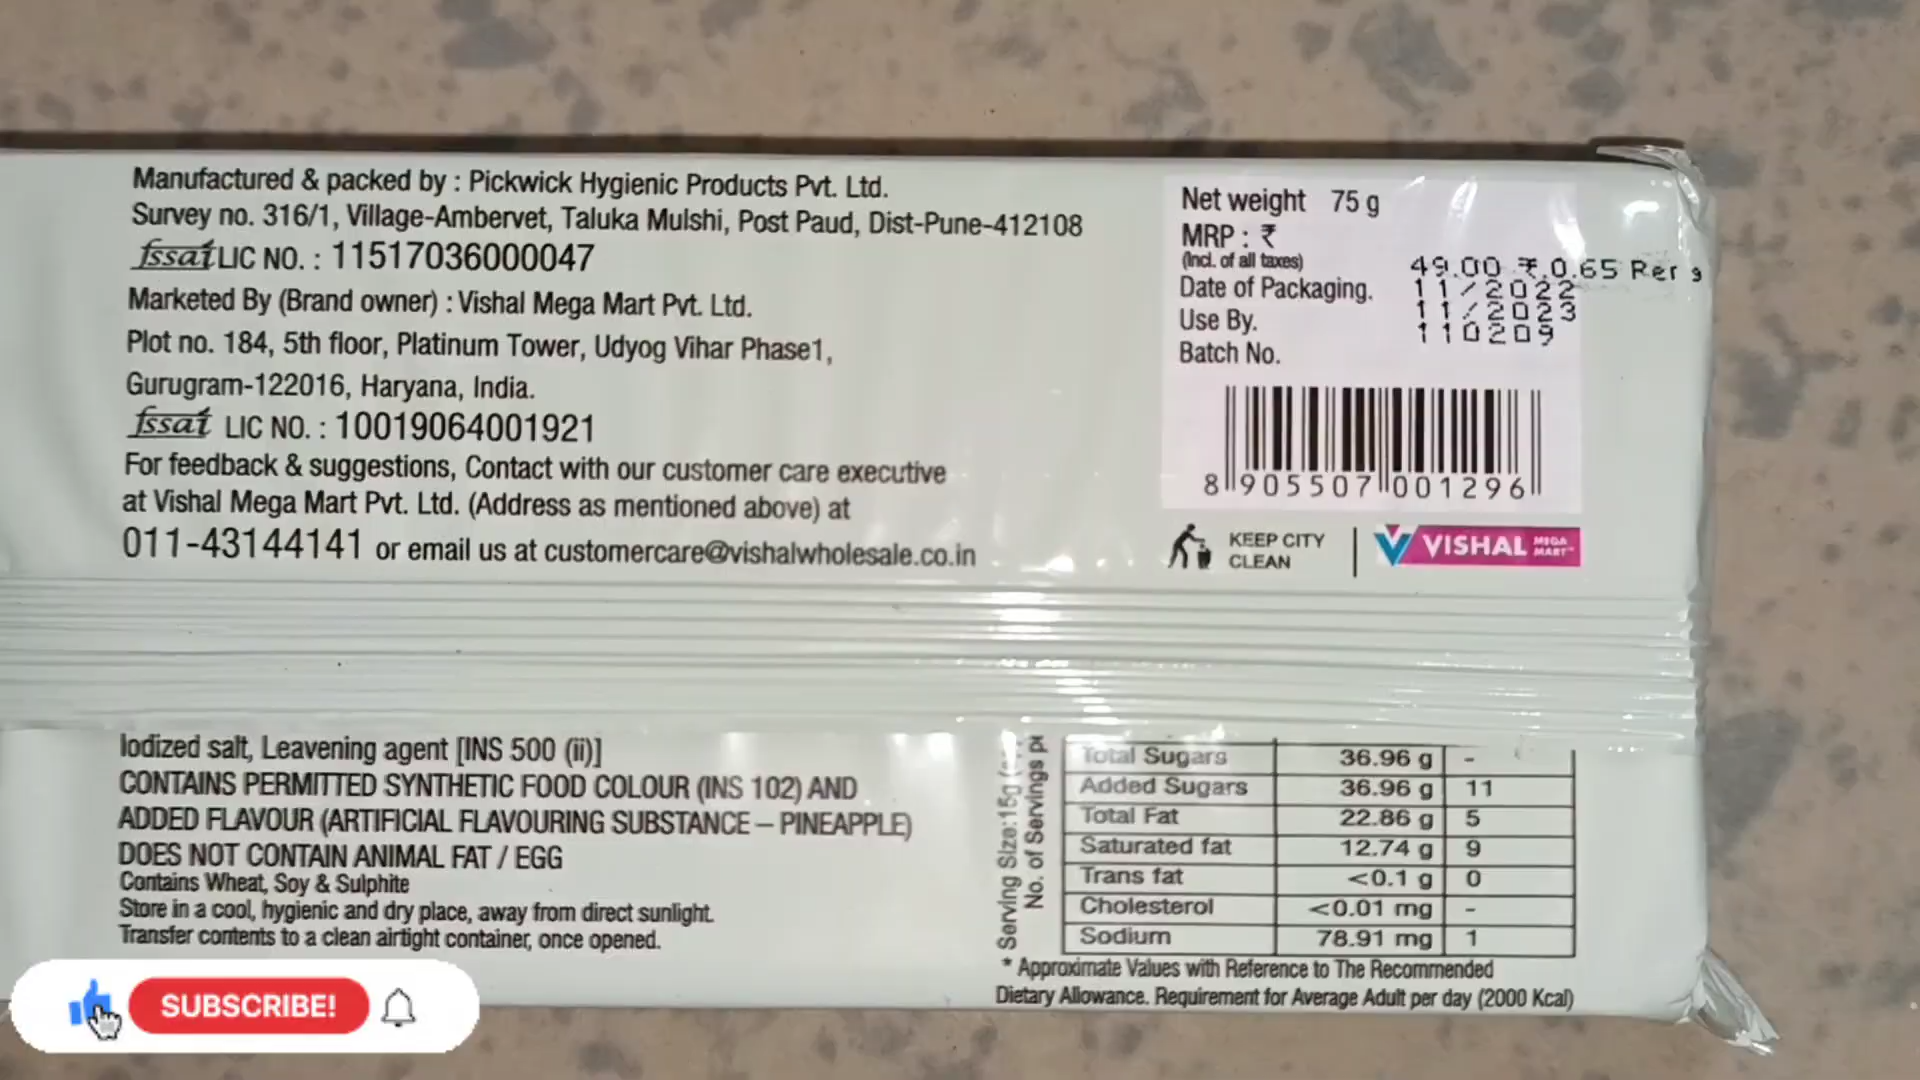 Manufactured & packed by : Pickwick Hygienic Products Pvt. Ltd.
Survey no. 316/1, Village-Ambervet, Taluka Mulshi, Post Paud, Dist-Pune-412108
fssai LIC NO. : 11517036000047
Marketed By (Brand owner) : Vishal Mega Mart Pvt. Ltd.
Plot no. 184, 5th floor, Platinum Tower, Udyog Vihar Phase1,
Gurugram-122016, Haryana, India.
fssai LIC NO. : 10019064001921
For feedback & suggestions, Contact with our customer care executive
at Vishal Mega Mart Pvt. Ltd. (Address as mentioned above) at
011-43144141 or email us at customercare@vishalwholesale.co.in
Net weight 75 g
MRP : ₹
(Incl. of all taxes) 49.00 ₹.0.65 Per g
Date of Packaging. 11/2022
Use By. 11/2023
Batch No. 110209
8 905507 001296
KEEP CITY
CLEAN
VISHAL MEGA MART
Iodized salt, Leavening agent [INS 500 (ii)]
CONTAINS PERMITTED SYNTHETIC FOOD COLOUR (INS 102) AND
ADDED FLAVOUR (ARTIFICIAL FLAVOURING SUBSTANCE – PINEAPPLE)
DOES NOT CONTAIN ANIMAL FAT / EGG
Contains Wheat, Soy & Sulphite
Store in a cool, hygienic and dry place, away from direct sunlight.
Transfer contents to a clean airtight container, once opened.
* Serving Size:15g
No. of Servings
Total Sugars 36.96 g -
Added Sugars 36.96 g 11
Total Fat 22.86 g 5
Saturated fat 12.74 g 9
Trans fat <0.1 g 0
Cholesterol <0.01 mg -
Sodium 78.91 mg 1
* Approximate Values with Reference to The Recommended
Dietary Allowance. Requirement for Average Adult per day (2000 Kcal)
SUBSCRIBE!